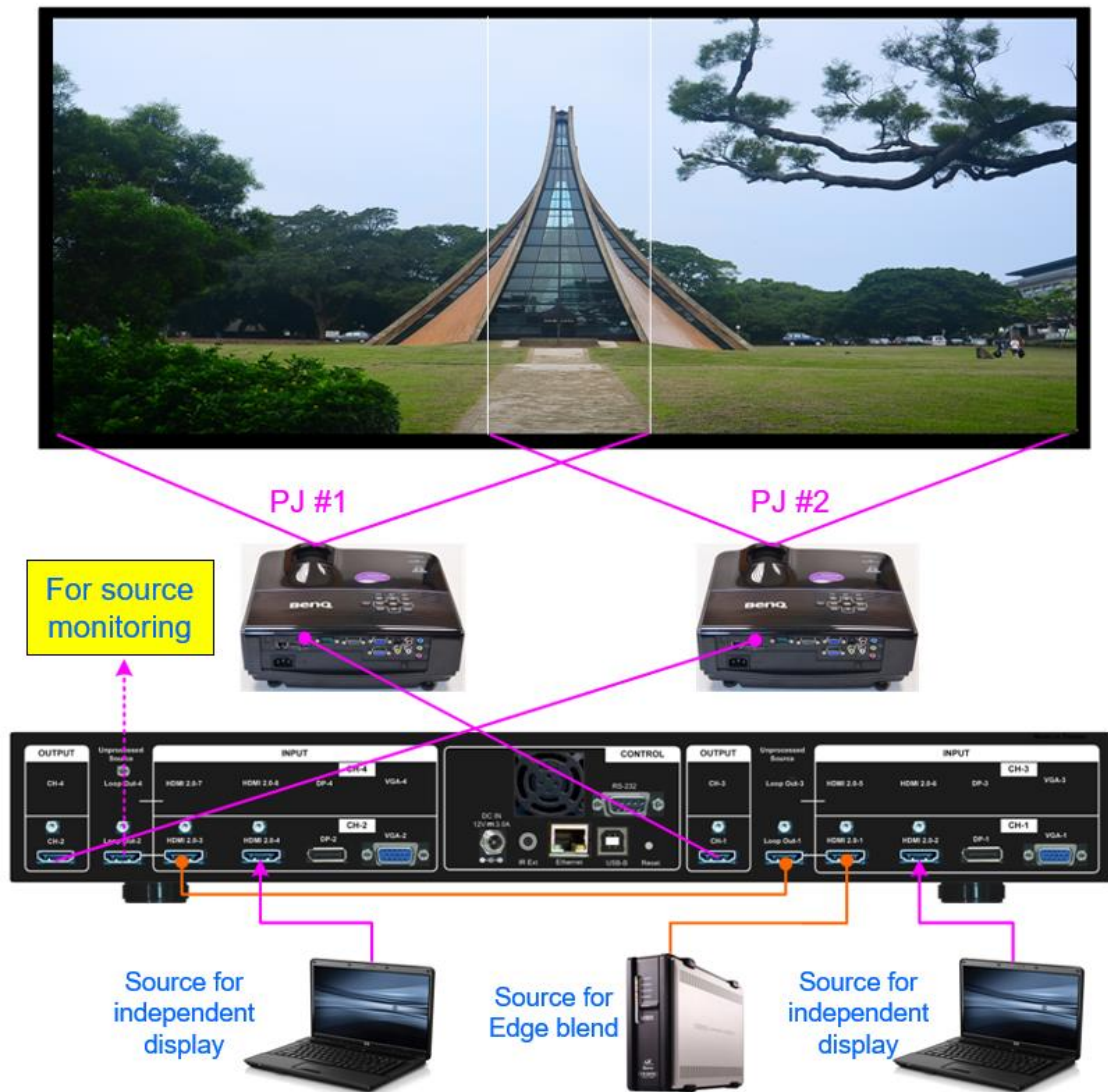 PJ #1
PJ #2
For source
monitoring
BenQ
BenQ
OUTPUT
CH-4
CH-2
Unprocessed
Source
Loop Out-4
Loop Out-2
INPUT
CH-4
HDMI 2.0-7
HDMI 2.0-8
DP-4
VGA-4
CH-2
HDMI 2.0-3
HDMI 2.0-4
DP-2
VGA-2
CONTROL
RS-232
DC IN
12V 3.0A
IR Ext
Ethernet
USB-B
Reset
OUTPUT
CH-3
CH-1
Unprocessed
Source
Loop Out-3
Loop Out-1
INPUT
CH-3
HDMI 2.0-5
HDMI 2.0-6
DP-3
VGA-3
CH-1
HDMI 2.0-1
HDMI 2.0-2
DP-1
VGA-1
Source for
independent
display
Source for
Edge blend
Source for
independent
display